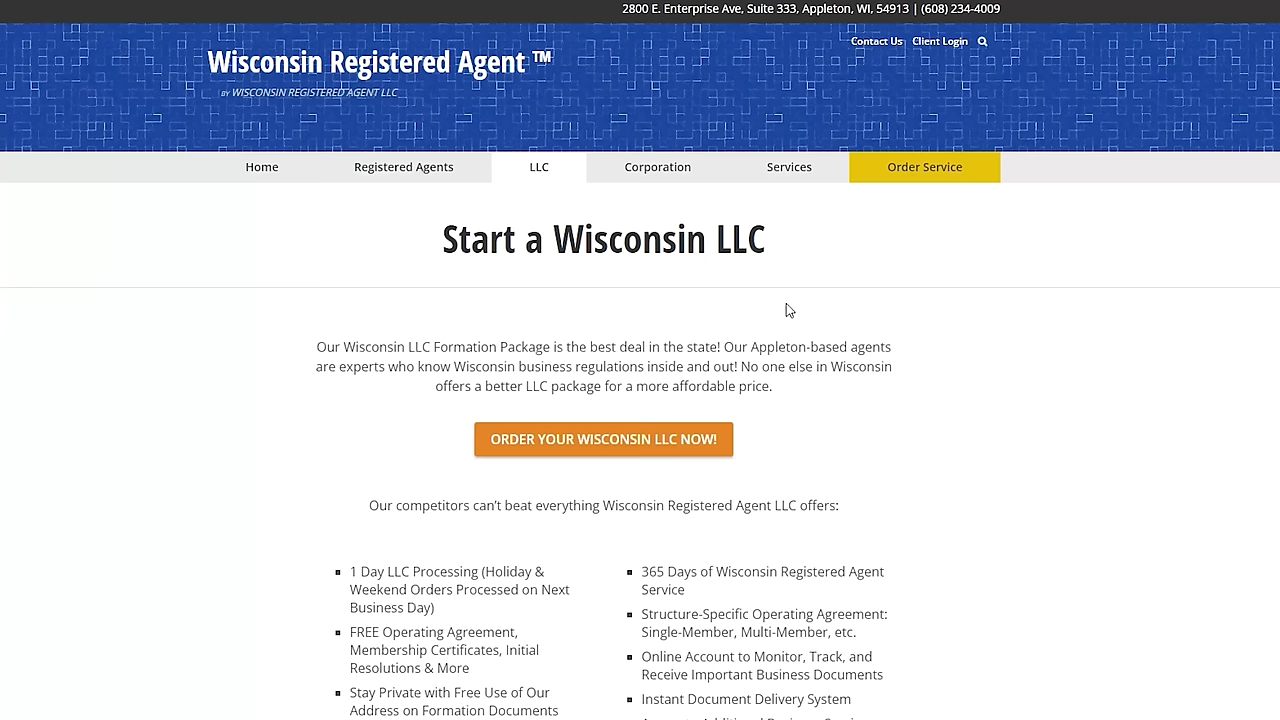 2800 E. Enterprise Ave, Suite 333, Appleton, WI, 54913 | (608) 234-4009
Contact Us Client Login
Wisconsin Registered Agent ™
BY WISCONSIN REGISTERED AGENT LLC
Home Registered Agents LLC Corporation Services Order Service
Start a Wisconsin LLC
Our Wisconsin LLC Formation Package is the best deal in the state! Our Appleton-based agents
are experts who know Wisconsin business regulations inside and out! No one else in Wisconsin
offers a better LLC package for a more affordable price.
ORDER YOUR WISCONSIN LLC NOW!
Our competitors can't beat everything Wisconsin Registered Agent LLC offers:
1 Day LLC Processing (Holiday &
Weekend Orders Processed on Next
Business Day)
FREE Operating Agreement,
Membership Certificates, Initial
Resolutions & More
Stay Private with Free Use of Our
Address on Formation Documents
365 Days of Wisconsin Registered Agent
Service
Structure-Specific Operating Agreement:
Single-Member, Multi-Member, etc.
Online Account to Monitor, Track, and
Receive Important Business Documents
Instant Document Delivery System